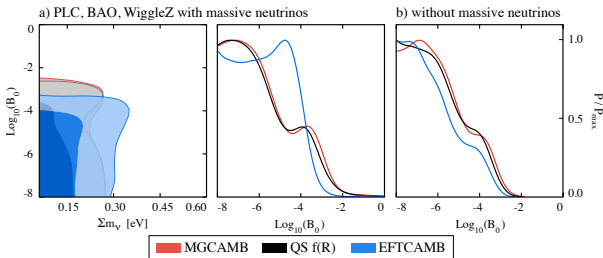 a) PLC, BAO, WiggleZ with massive neutrinos
b) without massive neutrinos
0
-2
-4
-6
-8
Log₁₀(B₀)
0.15 0.30 0.45 0.60
Σmᵥ [eV]
-8 -6 -4 -2 0
Log₁₀(B₀)
-8 -6 -4 -2 0
Log₁₀(B₀)
1.0
0.5
0.0
P / Pₘₐₓ
MGCAMB QS f(R) EFTCAMB